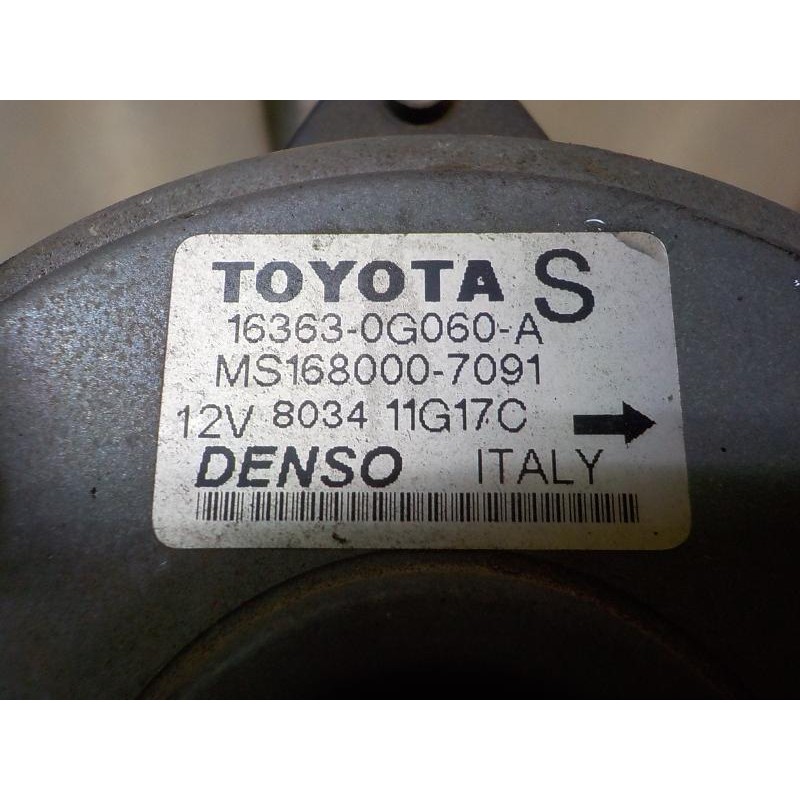 TOYOTA S
16363-0G060-A
MS168000-7091
12V 8034 11G17C
DENSO ITALY